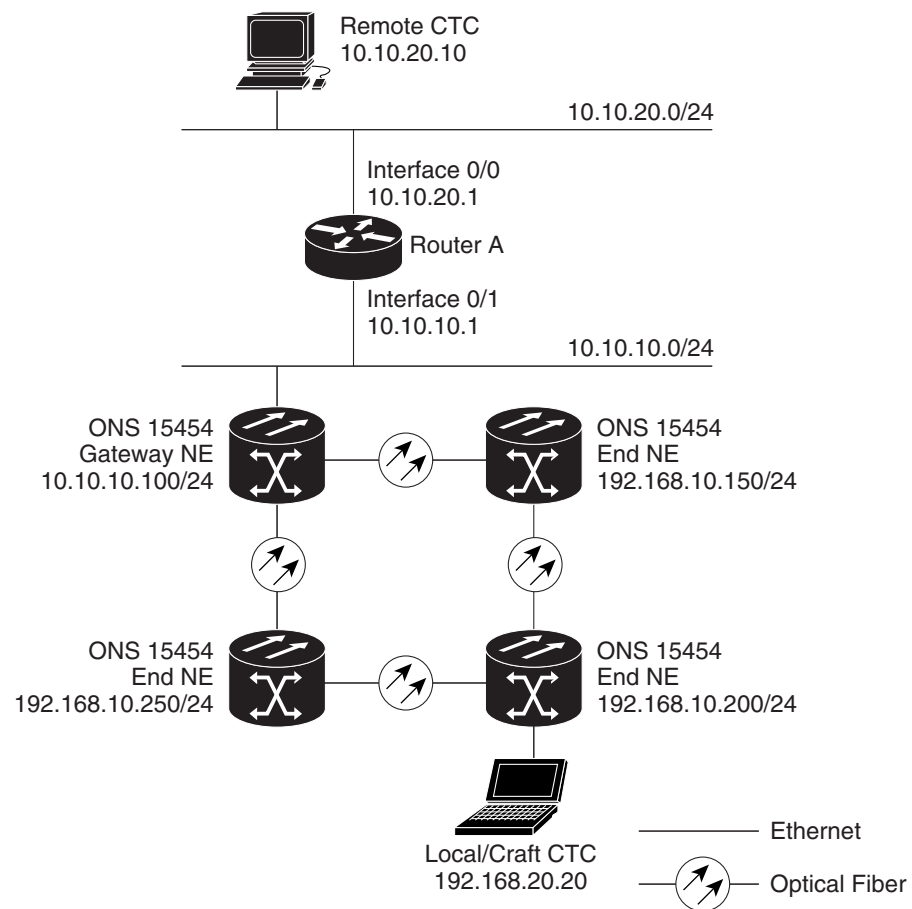 Remote CTC
10.10.20.10
10.10.20.0/24
Interface 0/0
10.10.20.1
Router A
Interface 0/1
10.10.10.1
10.10.10.0/24
ONS 15454
Gateway NE
10.10.10.100/24
ONS 15454
End NE
192.168.10.150/24
ONS 15454
End NE
192.168.10.250/24
ONS 15454
End NE
192.168.10.200/24
Local/Craft CTC
192.168.20.20
Ethernet
Optical Fiber